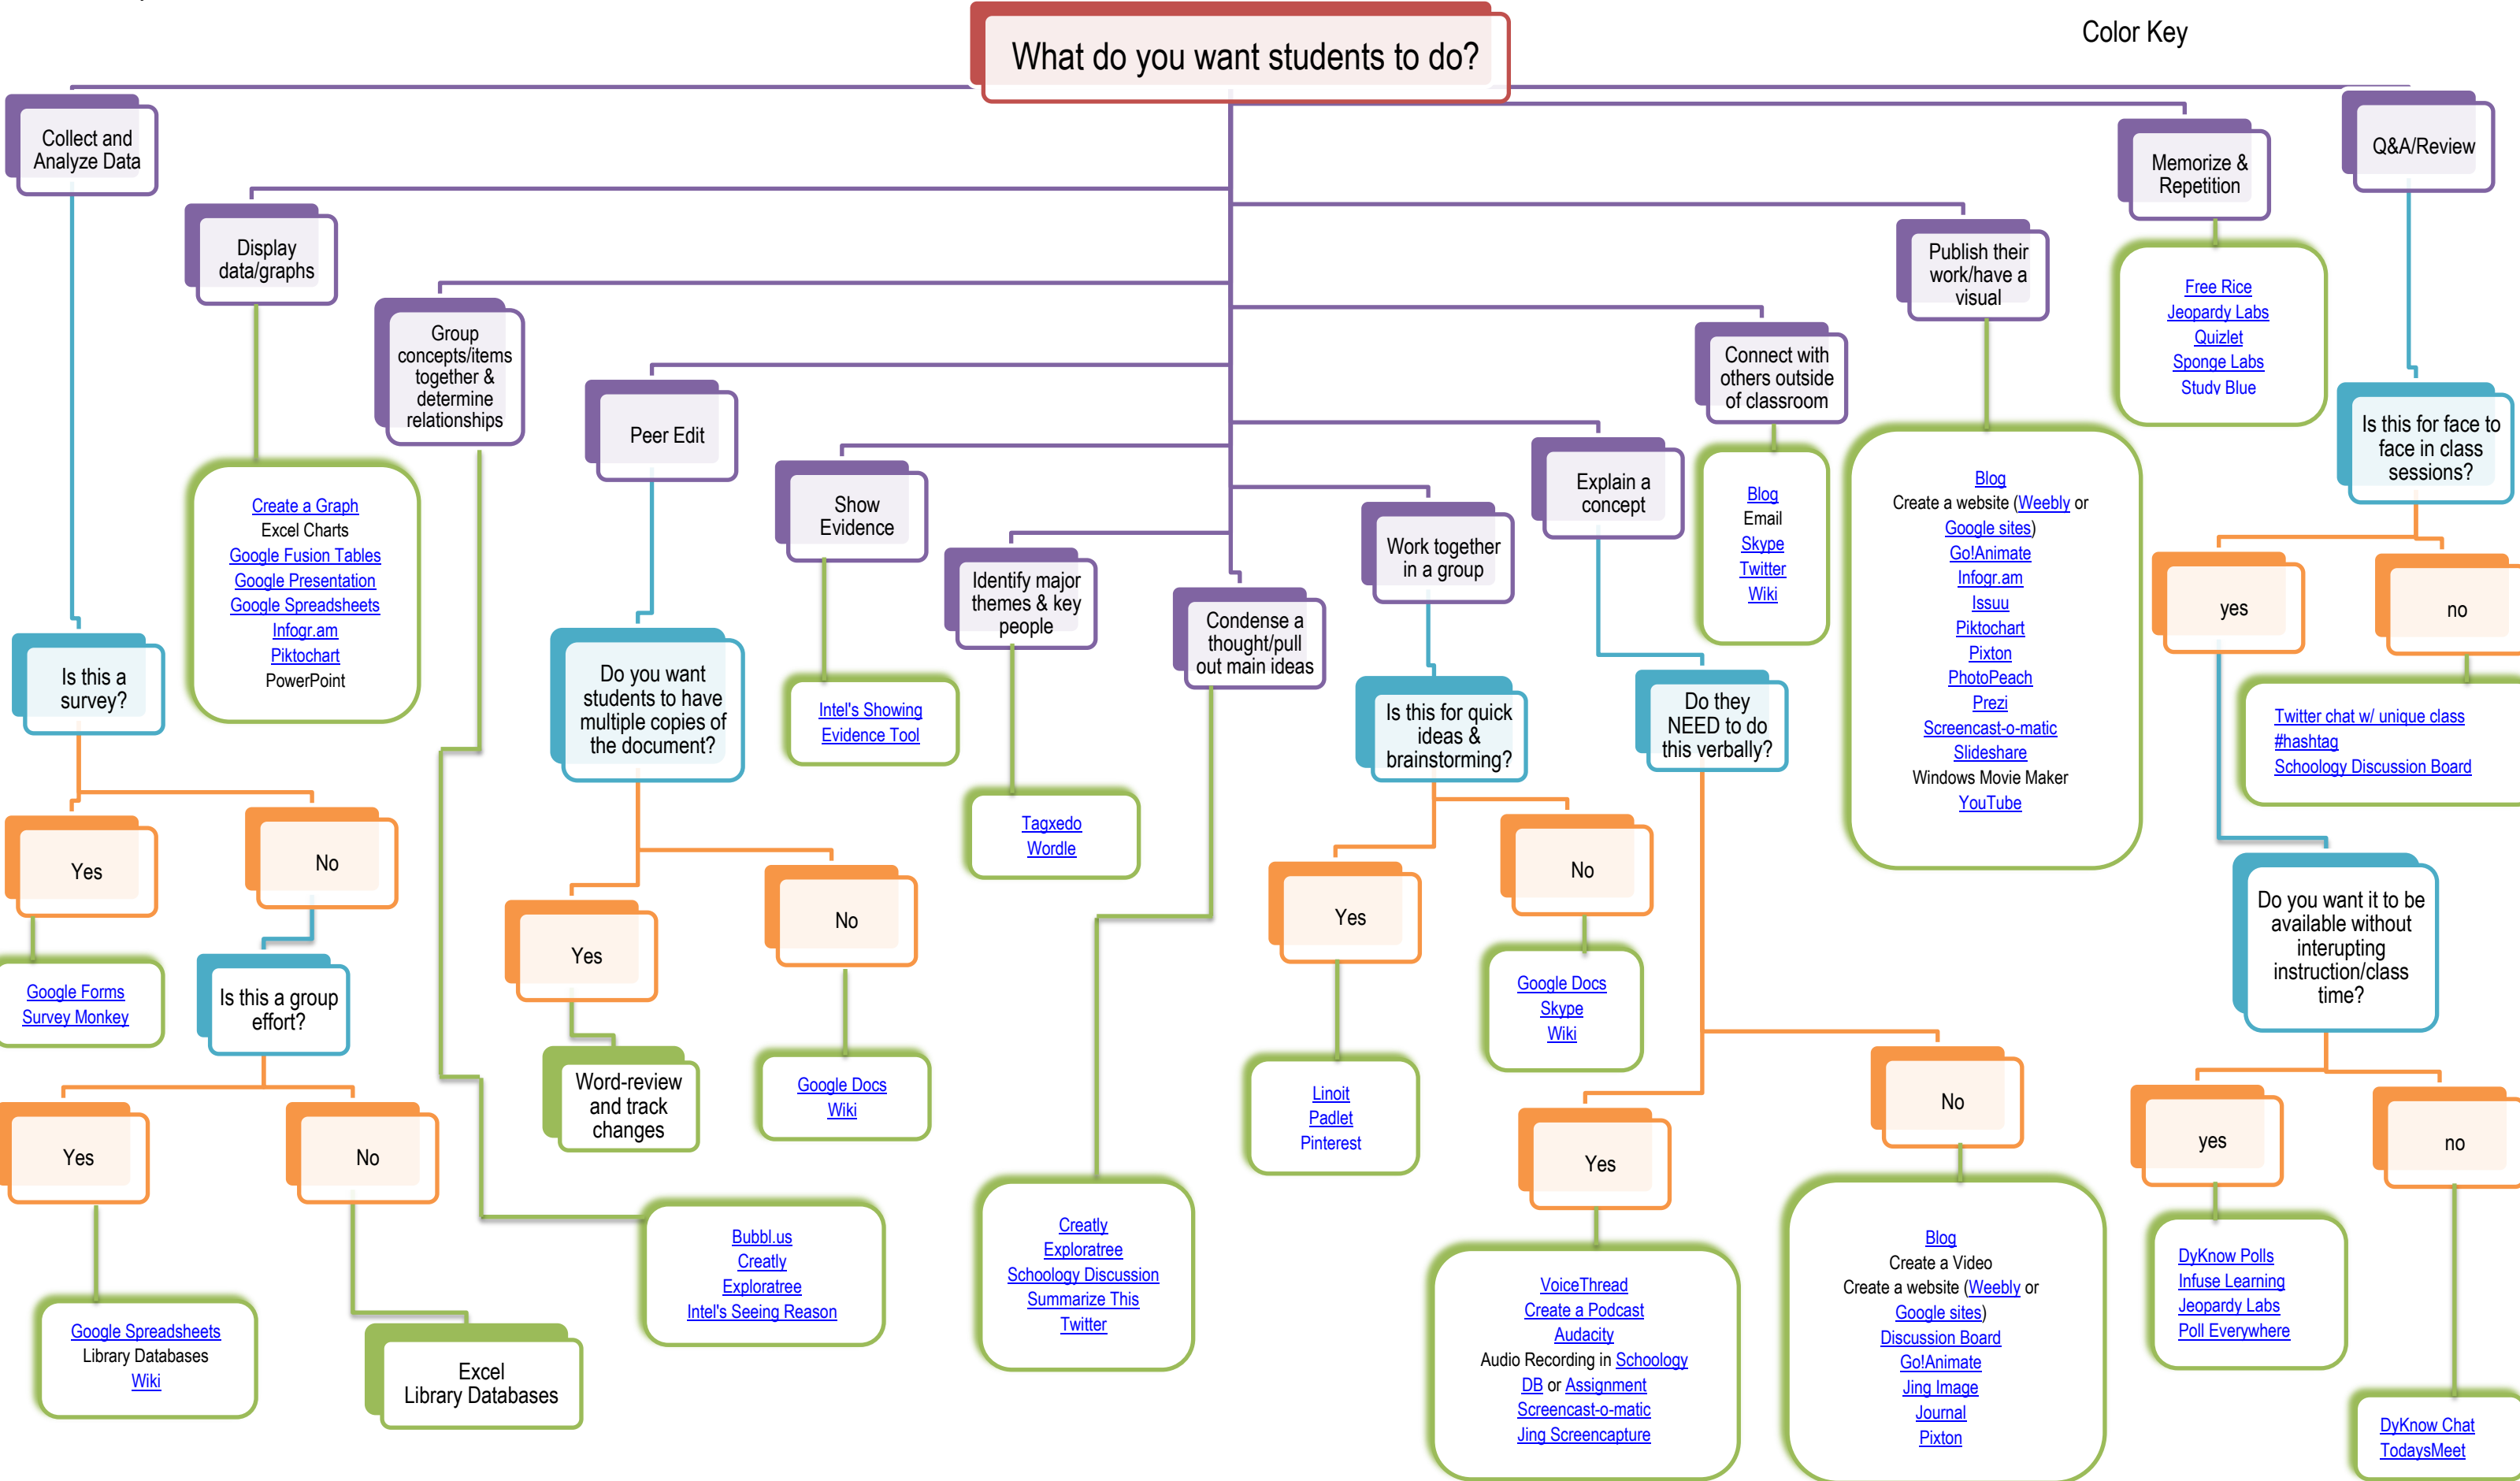 What do you want students to do?
Color Key
Collect and
Analyze Data
Display
data/graphs
Group
concepts/items
together &
determine
relationships
Peer Edit
Show
Evidence
Identify major
themes & key
people
Condense a
thought/pull
out main ideas
Work together
in a group
Explain a
concept
Connect with
others outside
of classroom
Publish their
work/have a
visual
Memorize &
Repetition
Q&A/Review
Is this a
survey?
Yes
No
Google Forms
Survey Monkey
Is this a group
effort?
Yes
No
Google Spreadsheets
Library Databases
Wiki
Excel
Library Databases
Create a Graph
Excel Charts
Google Fusion Tables
Google Presentation
Google Spreadsheets
Infogr.am
Piktochart
PowerPoint
Bubbl.us
Creatly
Exploratree
Intel's Seeing Reason
Do you want
students to have
multiple copies of
the document?
Yes
No
Word-review
and track
changes
Google Docs
Wiki
Intel's Showing
Evidence Tool
Tagxedo
Wordle
Creatly
Exploratree
Schoology Discussion
Summarize This
Twitter
Is this for quick
ideas &
brainstorming?
Yes
No
Linoit
Padlet
Pinterest
Google Docs
Skype
Wiki
Do they
NEED to do
this verbally?
Yes
No
VoiceThread
Create a Podcast
Audacity
Audio Recording in Schoology
DB or Assignment
Screencast-o-matic
Jing Screencapture
Blog
Create a Video
Create a website (Weebly or
Google sites)
Discussion Board
Go!Animate
Jing Image
Journal
Pixton
Blog
Email
Skype
Twitter
Wiki
Blog
Create a website (Weebly or
Google sites)
Go!Animate
Infogr.am
Issuu
Piktochart
Pixton
PhotoPeach
Prezi
Screencast-o-matic
Slideshare
Windows Movie Maker
YouTube
Free Rice
Jeopardy Labs
Quizlet
Sponge Labs
Study Blue
Is this for face to
face in class
sessions?
yes
no
Twitter chat w/ unique class
#hashtag
Schoology Discussion Board
Do you want it to be
available without
interupting
instruction/class
time?
yes
no
DyKnow Polls
Infuse Learning
Jeopardy Labs
Poll Everywhere
DyKnow Chat
TodaysMeet